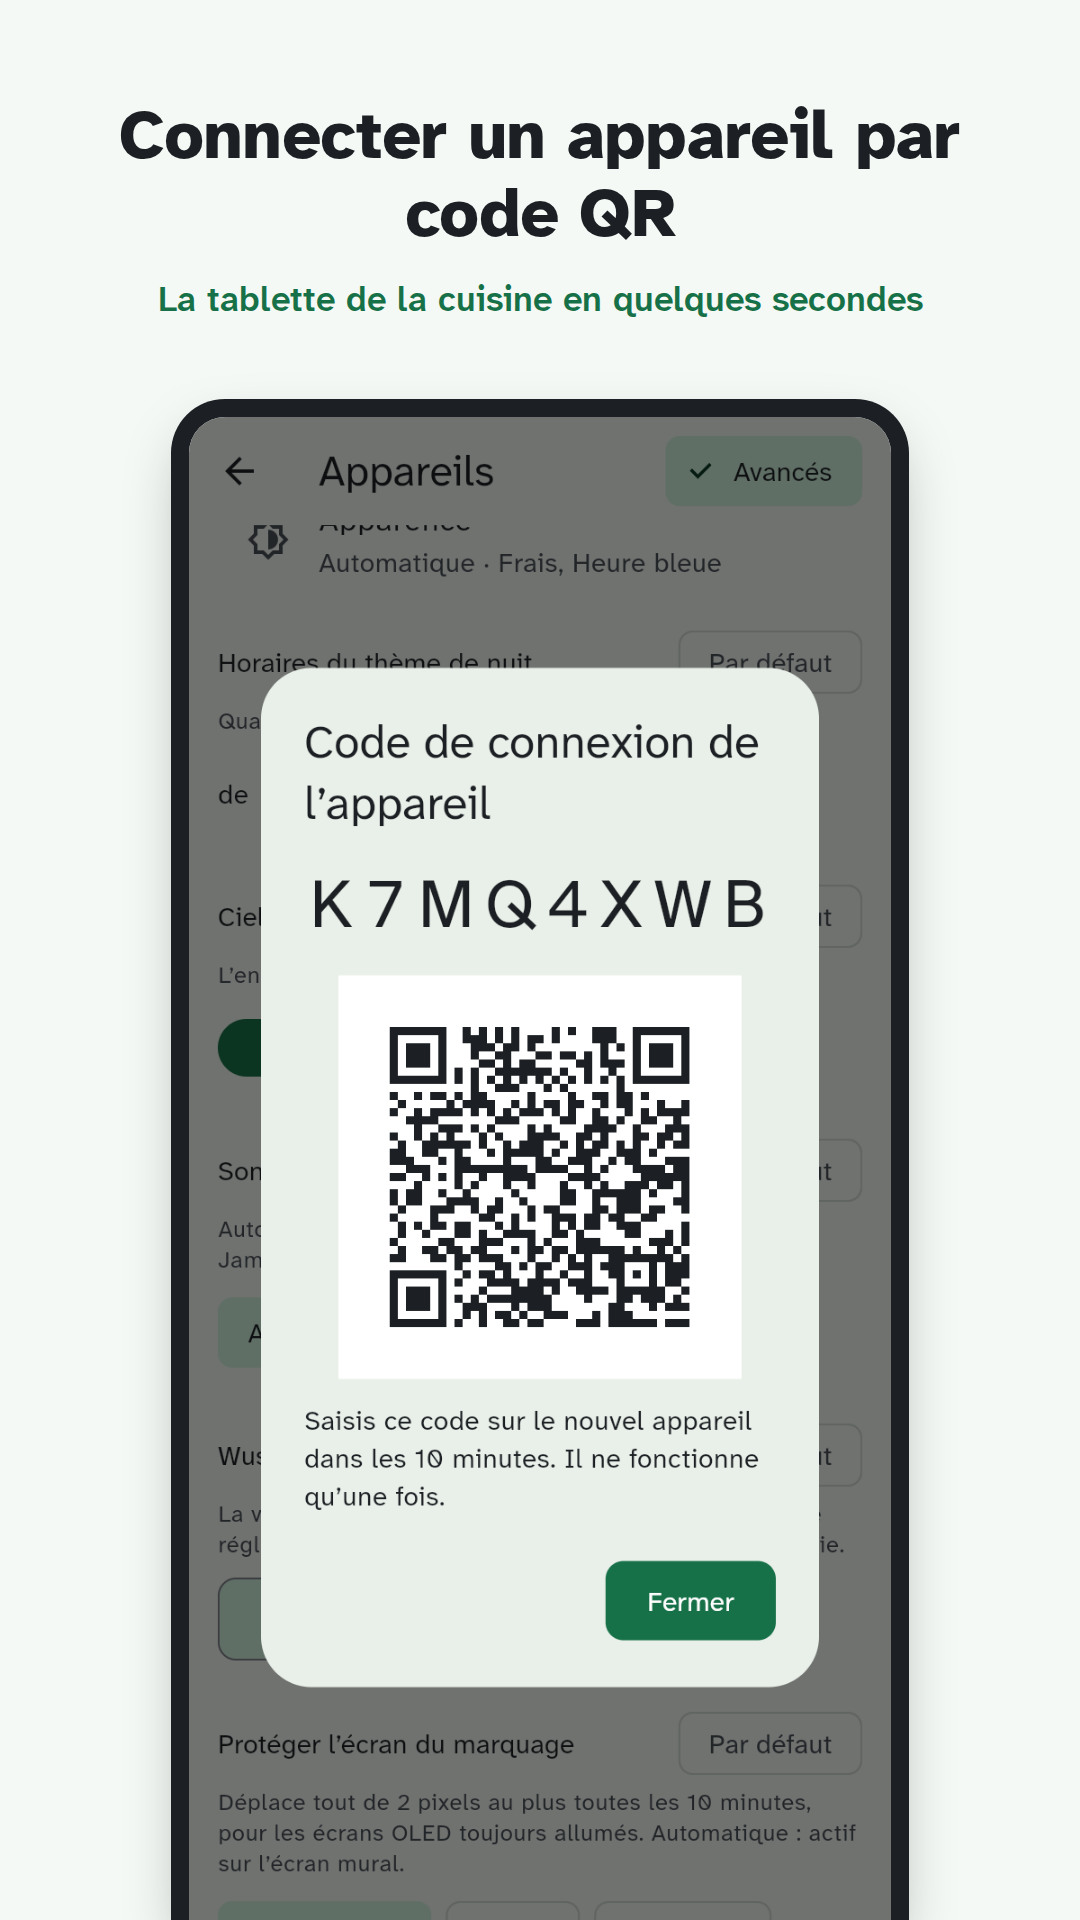 Connecter un appareil par
code QR
La tablette de la cuisine en quelques secondes
Appareils
Avancés
Apparence
Automatique · Frais, Heure bleue
Horaires du thème de nuit
Par défaut
de
Code de connexion de
l’appareil
K7MQ4XWB
Saisis ce code sur le nouvel appareil
dans les 10 minutes. Il ne fonctionne
qu’une fois.
Fermer
Protéger l’écran du marquage
Par défaut
Déplace tout de 2 pixels au plus toutes les 10 minutes,
pour les écrans OLED toujours allumés. Automatique : actif
sur l’écran mural.